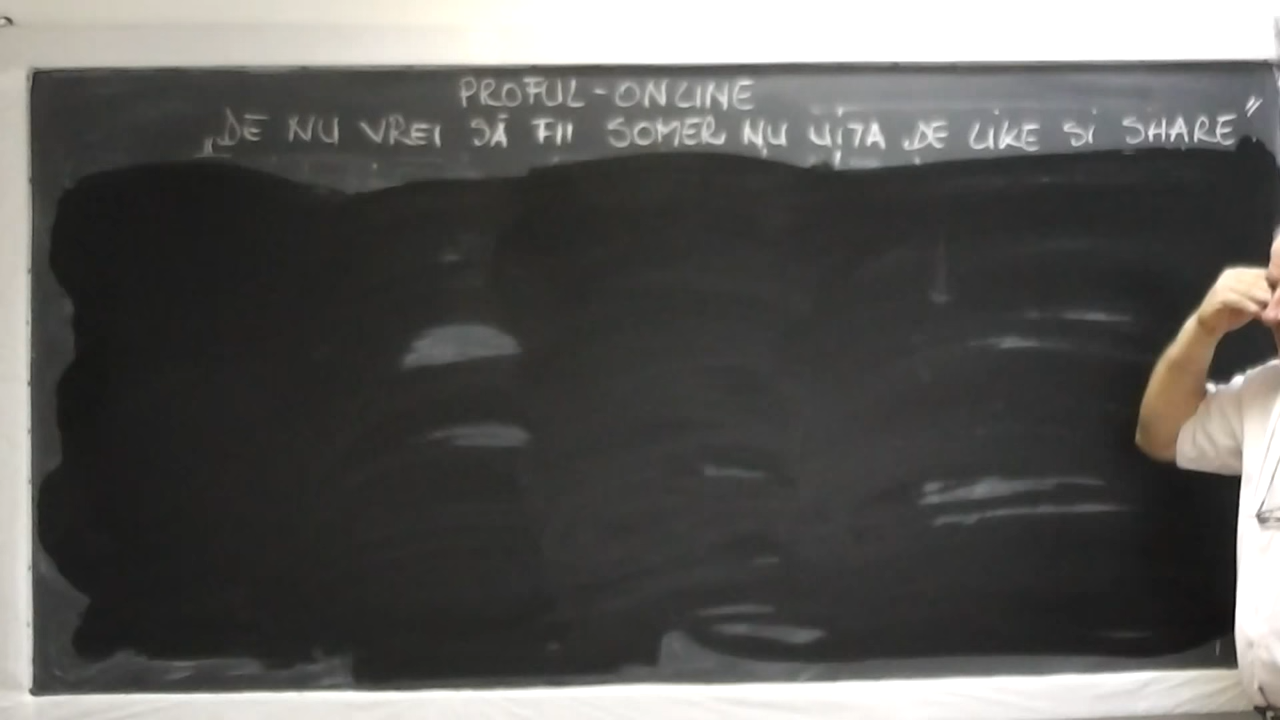 PROFUL-ONLINE
„DE NU VREI SĂ FII SOMER NU UITA DE LIKE SI SHARE”